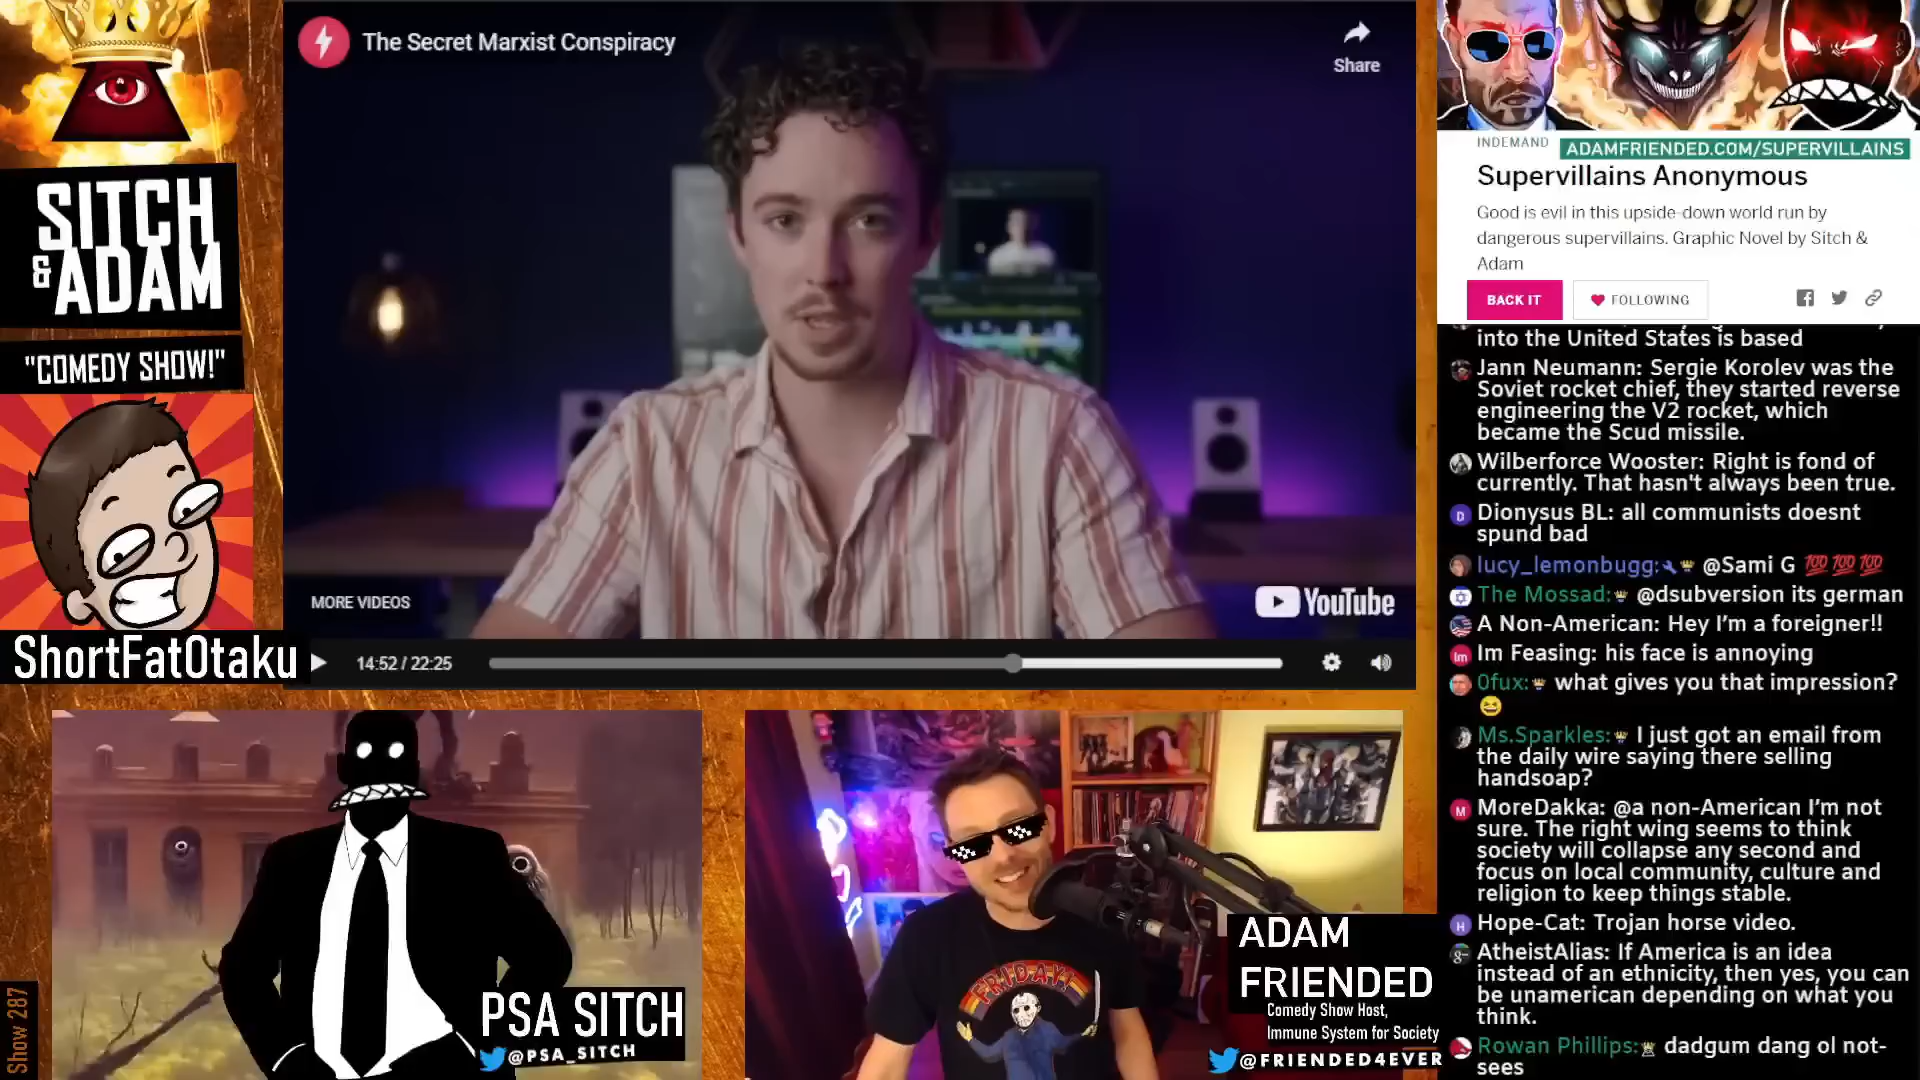 SITCH
& ADAM
"COMEDY SHOW!"
ShortFatOtaku
Show 287
The Secret Marxist Conspiracy
Share
MORE VIDEOS
YouTube
14:52 / 22:25
PSA SITCH
@PSA_SITCH
FRIDAY!
ADAM
FRIENDED
Comedy Show Host,
Immune System for Society
@FRIENDED4EVER
INDEMAND
ADAMFRIENDED.COM/SUPERVILLAINS
Supervillains Anonymous
Good is evil in this upside-down world run by
dangerous supervillains. Graphic Novel by Sitch &
Adam
BACK IT
FOLLOWING
into the United States is based
Jann Neumann: Sergie Korolev was the
Soviet rocket chief, they started reverse
engineering the V2 rocket, which
became the Scud missile.
Wilberforce Wooster: Right is fond of
currently. That hasn't always been true.
D Dionysus BL: all communists doesnt
spund bad
lucy_lemonbugg: @Sami G 💯💯💯
The Mossad: @dsubversion its german
A Non-American: Hey I'm a foreigner!!
Im Im Feasing: his face is annoying
0fux: what gives you that impression?
😆
Ms.Sparkles: I just got an email from
the daily wire saying there selling
handsoap?
M MoreDakka: @a non-American I'm not
sure. The right wing seems to think
society will collapse any second and
focus on local community, culture and
religion to keep things stable.
H Hope-Cat: Trojan horse video.
AtheistAlias: If America is an idea
instead of an ethnicity, then yes, you can
be unamerican depending on what you
think.
Rowan Phillips: dadgum dang ol not-
sees